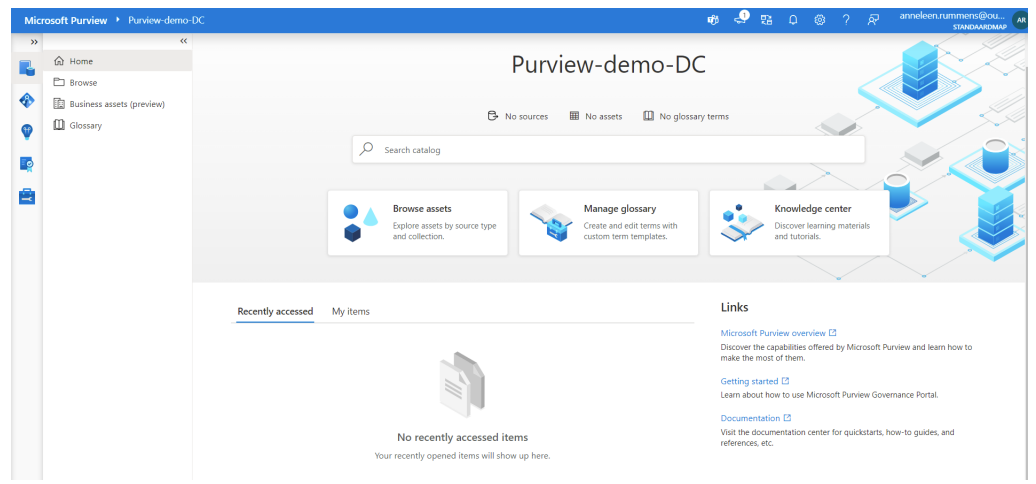 Microsoft Purview ▸ Purview-demo-DC
1
anneleen.rummens@ou...
STANDAARDMAP
AR
Home
Browse
Business assets (preview)
Glossary
Purview-demo-DC
No sources No assets No glossary terms
Search catalog
Browse assets
Explore assets by source type
and collection.
Manage glossary
Create and edit terms with
custom term templates.
Knowledge center
Discover learning materials
and tutorials.
Recently accessed My items
No recently accessed items
Your recently opened items will show up here.
Links
Microsoft Purview overview
Discover the capabilities offered by Microsoft Purview and learn how to
make the most of them.
Getting started
Learn about how to use Microsoft Purview Governance Portal.
Documentation
Visit the documentation center for quickstarts, how-to guides, and
references, etc.